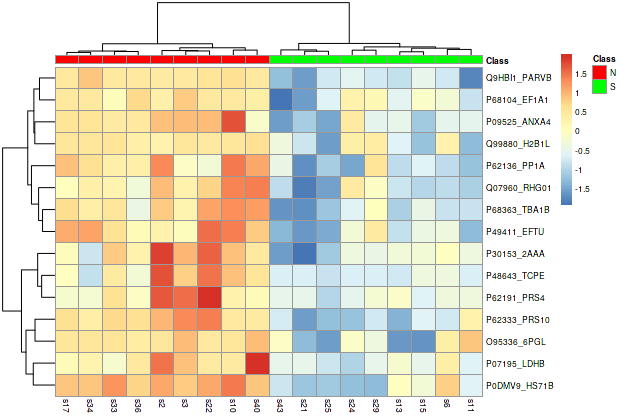 Class
Q9HBI1_PARVB
P68104_EF1A1
P09525_ANXA4
Q99880_H2B1L
P62136_PP1A
Q07960_RHG01
P68363_TBA1B
P49411_EFTU
P30153_2AAA
P48643_TCPE
P62191_PRS4
P62333_PRS10
O95336_6PGL
P07195_LDHB
P0DMV9_HS71B
s17 s34 s33 s36 s2 s3 s22 s10 s40 s43 s21 s25 s24 s29 s13 s15 s6 s11
1.5
1
0.5
0
-0.5
-1
-1.5
Class
N
S